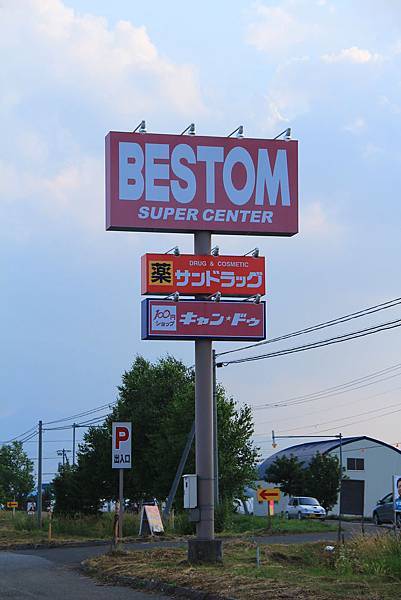 BESTOM
SUPER CENTER
DRUG & COSMETIC
薬 サンドラッグ
100円
ショップ
キャン★ドゥ
P
出入口